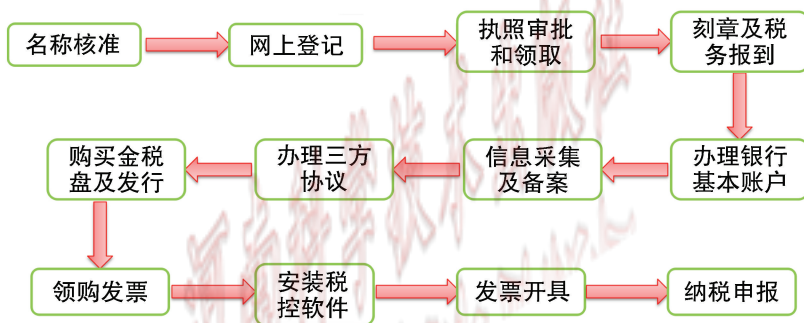 名称核准
网上登记
执照审批
和领取
刻章及税
务报到
办理银行
基本账户
信息采集
及备案
办理三方
协议
购买金税
盘及发行
领购发票
安装税
控软件
发票开具
纳税申报